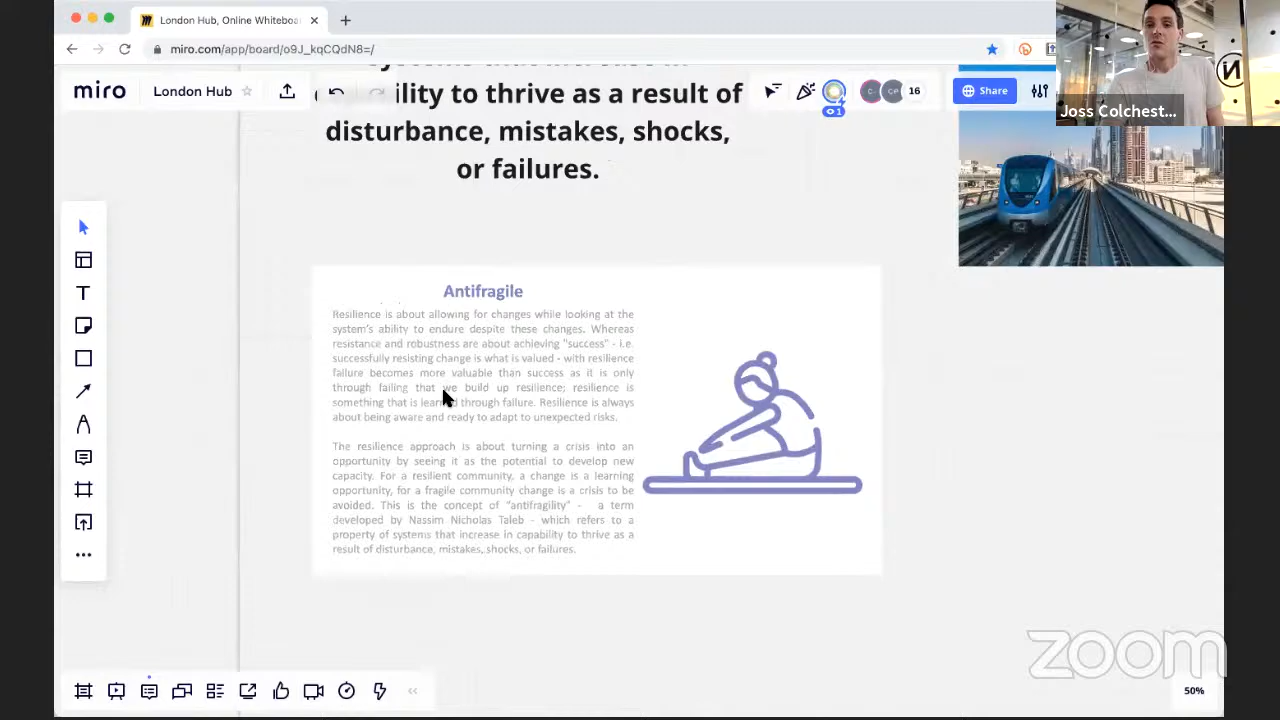 London Hub, Online Whiteboa
miro.com/app/board/o9J_kqCQdN8=/
miro
London Hub
C
CP
16
1
Share
Joss Colchest...
ility to thrive as a result of
disturbance, mistakes, shocks,
or failures.
Antifragile
Resilience is about allowing for changes while looking at the
system's ability to endure despite these changes. Whereas
resistance and robustness are about achieving "success" - i.e.
successfully resisting change is what is valued - with resilience
failure becomes more valuable than success as it is only
through failing that we build up resilience; resilience is
something that is learned through failure. Resilience is always
about being aware and ready to adapt to unexpected risks.
The resilience approach is about turning a crisis into an
opportunity by seeing it as the potential to develop new
capacity. For a resilient community, a change is a learning
opportunity, for a fragile community change is a crisis to be
avoided. This is the concept of "antifragility" - a term
developed by Nassim Nicholas Taleb - which refers to a
property of systems that increase in capability to thrive as a
result of disturbance, mistakes, shocks, or failures.
zoom
50%